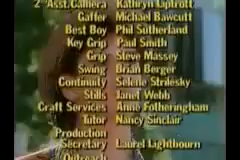 2nd Asst. Camera Kathryn Liptrott
Gaffer Michael Bawcutt
Best Boy Phil Sutherland
Key Grip Paul Smith
Grip Steve Massey
Swing Brian Berger
Continuity Selene Strilesky
Stills Janet Webb
Craft Services Anne Fotheringham
Tutor Nancy Sinclair
Production
Secretary Laurel Lightbourn
Outreach